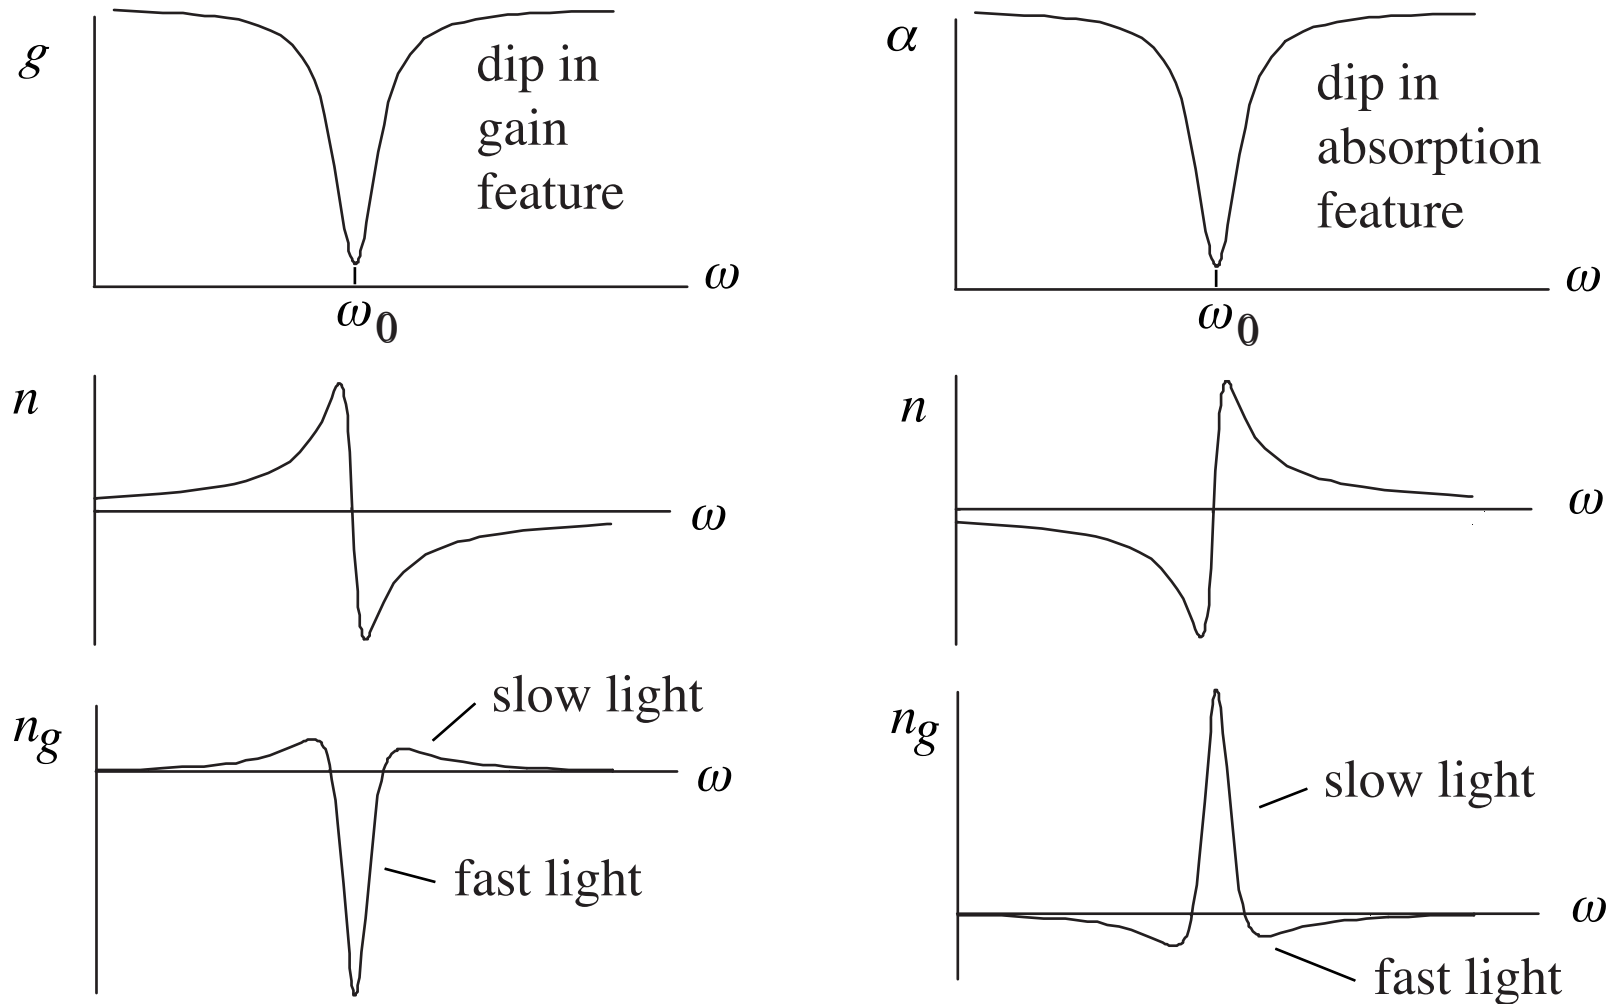 g
dip in
gain
feature
ω
ω0
α
dip in
absorption
feature
ω
ω0
n
ω
n
ω
ng
slow light
ω
fast light
ng
slow light
ω
fast light